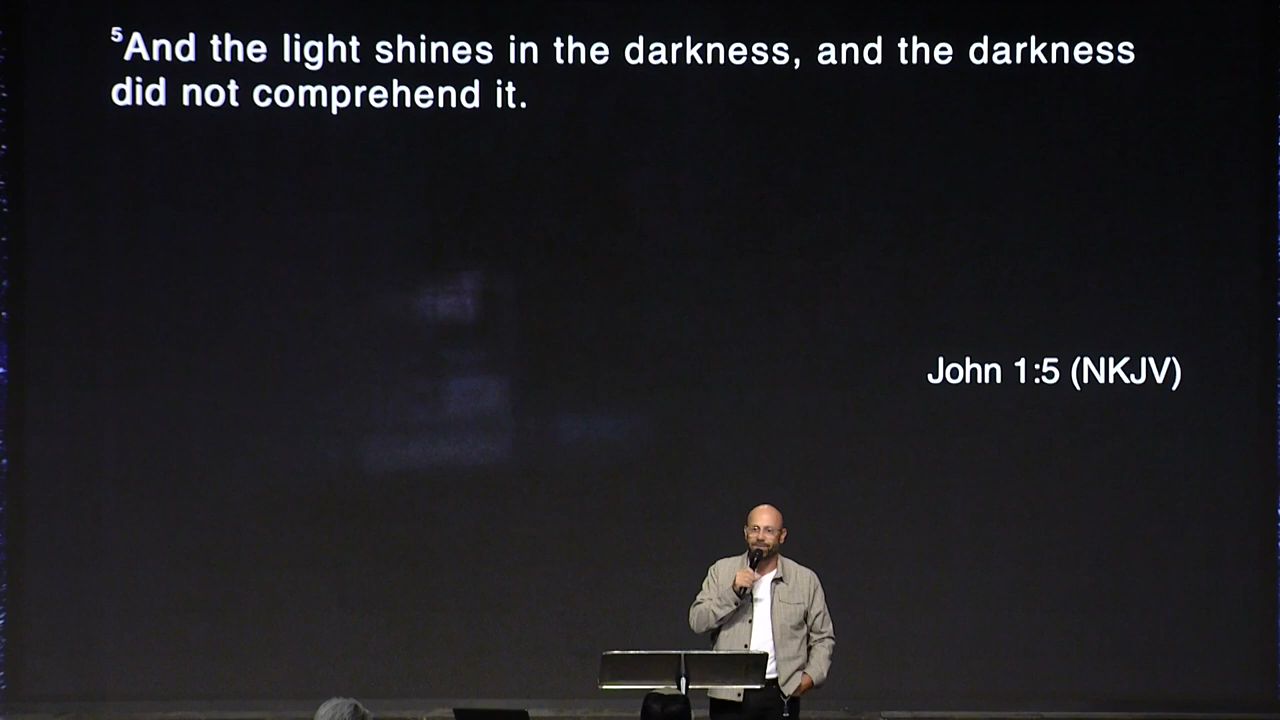 ⁵And the light shines in the darkness, and the darkness
did not comprehend it.
John 1:5 (NKJV)